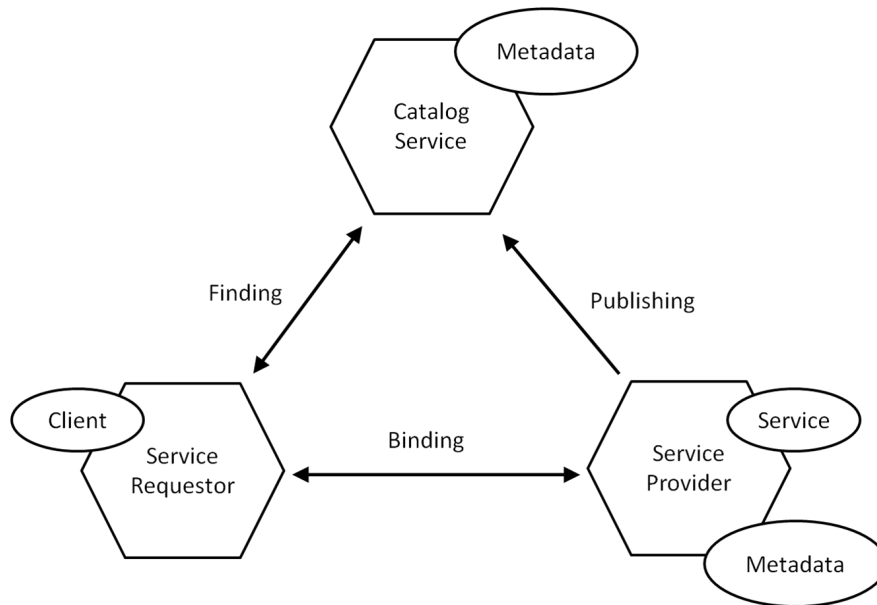 Metadata
Catalog
Service
Finding
Publishing
Client
Service
Requestor
Binding
Service
Service
Provider
Metadata